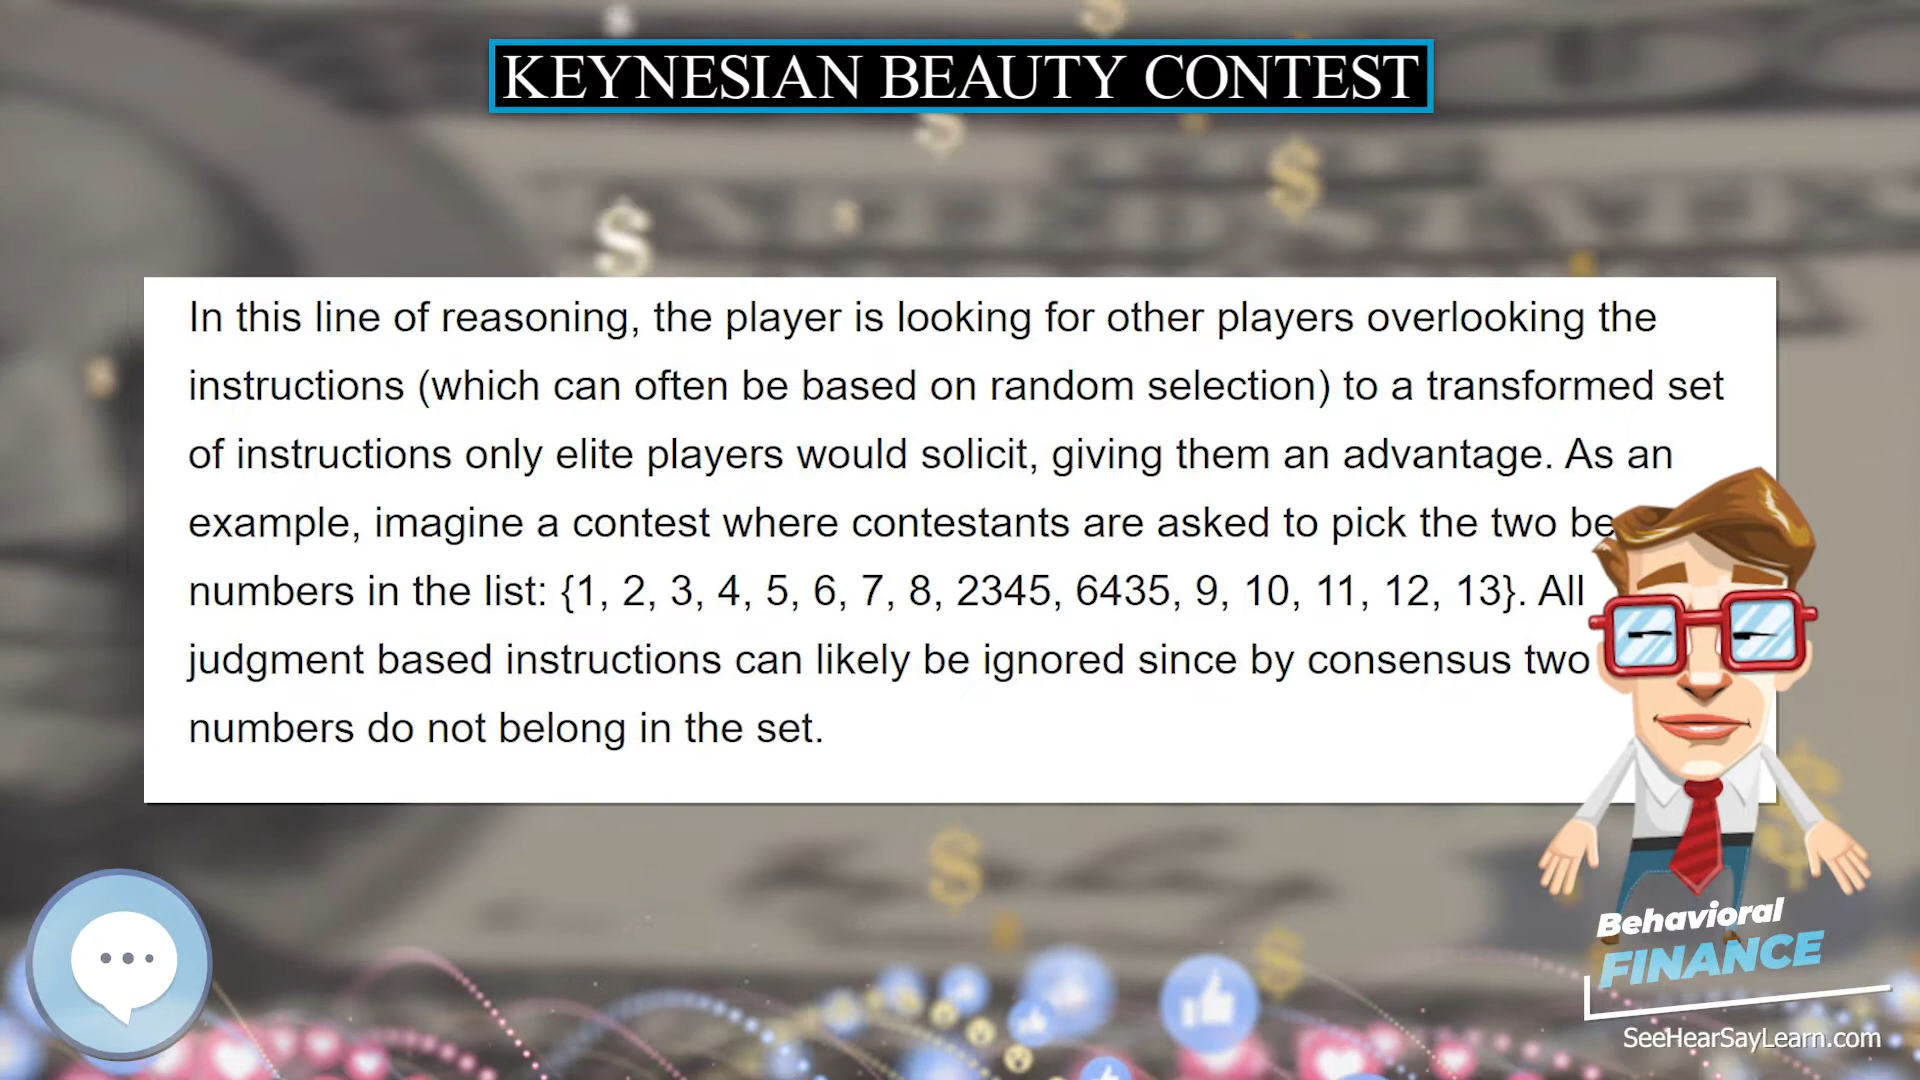 KEYNESIAN BEAUTY CONTEST
In this line of reasoning, the player is looking for other players overlooking the
instructions (which can often be based on random selection) to a transformed set
of instructions only elite players would solicit, giving them an advantage. As an
example, imagine a contest where contestants are asked to pick the two
numbers in the list: {1, 2, 3, 4, 5, 6, 7, 8, 2345, 6435, 9, 10, 11, 12, 13}. All
judgment based instructions can likely be ignored since by consensus two
numbers do not belong in the set.
Behavioral
FINANCE
SeeHearSayLearn.com